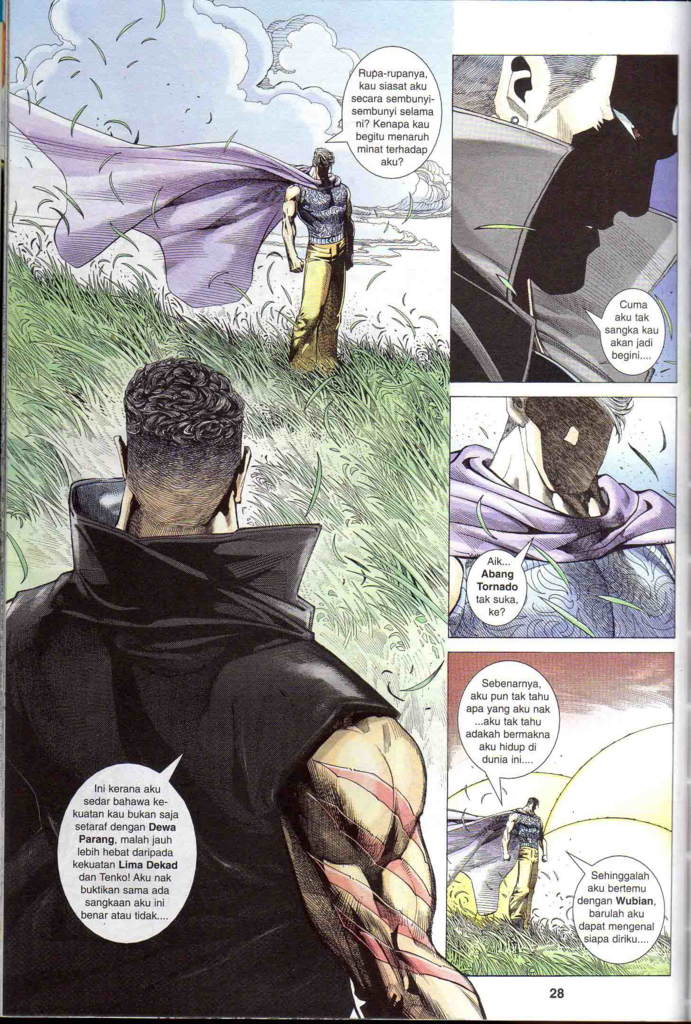 Rupa-rupanya,
kau siasat aku
secara sembunyi-
sembunyi selama
ni? Kenapa kau
begitu menaruh
minat terhadap
aku?
Ini kerana aku
sedar bahawa ke-
kuatan kau bukan saja
setaraf dengan Dewa
Parang, malah jauh
lebih hebat daripada
kekuatan Lima Dekad
dan Tenko! Aku nak
buktikan sama ada
sangkaan aku ini
benar atau tidak....
Cuma
aku tak
sangka kau
akan jadi
begini....
Aik...
Abang
Tornado
tak suka,
ke?
Sebenarnya,
aku pun tak tahu
apa yang aku nak
...aku tak tahu
adakah bermakna
aku hidup di
dunia ini....
Sehinggalah
aku bertemu
dengan Wubian,
barulah aku
dapat mengenal
siapa diriku....
28